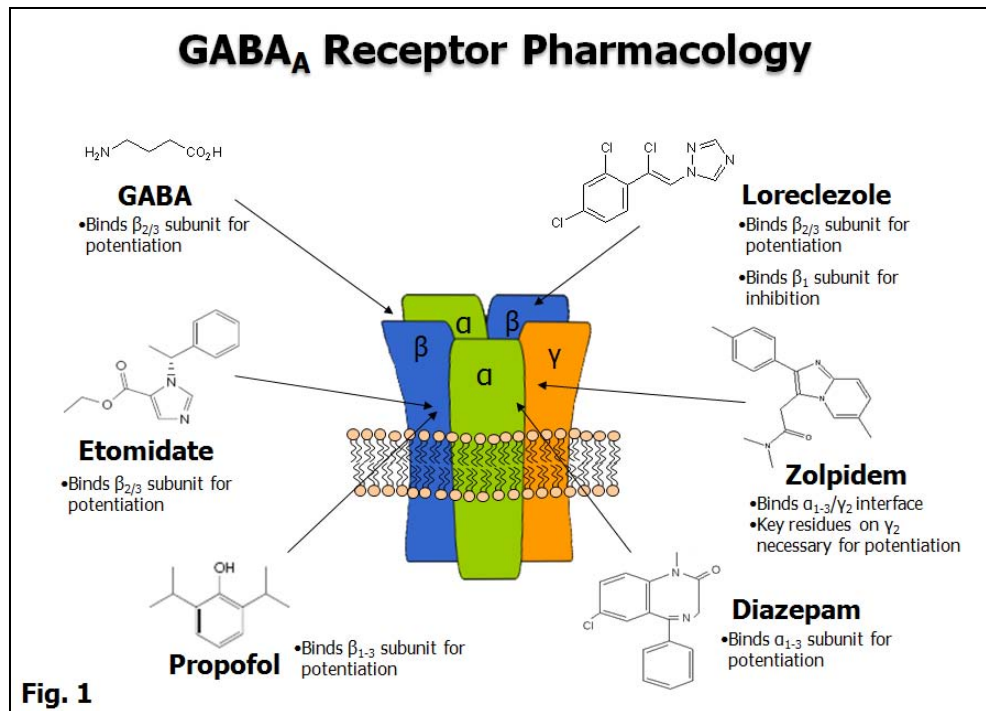 GABAA Receptor Pharmacology
H₂N
CO₂H
GABA
•Binds β2/3 subunit for
potentiation
Cl
Cl
Cl
N
N
N
Loreclezole
•Binds β2/3 subunit for
potentiation
•Binds β1 subunit for
inhibition
α
β
β
α
γ
O
O
N
N
Etomidate
•Binds β2/3 subunit for
potentiation
N
N
N
O
Zolpidem
•Binds α1-3/γ2 interface
•Key residues on γ2
necessary for potentiation
OH
Propofol
•Binds β1-3 subunit for
potentiation
N
O
Cl
N
Diazepam
•Binds α1-3 subunit for
potentiation
Fig. 1